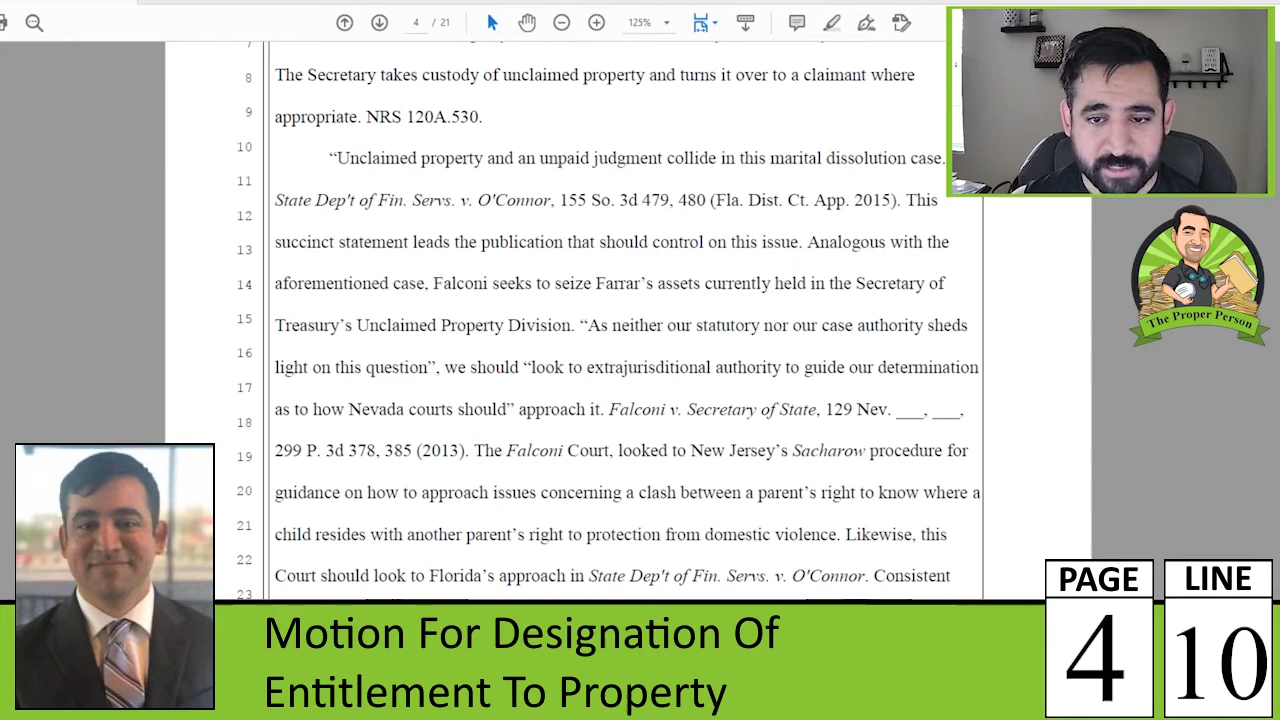 4 / 21
125%
7
8 The Secretary takes custody of unclaimed property and turns it over to a claimant where
9 appropriate. NRS 120A.530.
10 “Unclaimed property and an unpaid judgment collide in this marital dissolution case.
11
State Dep't of Fin. Servs. v. O'Connor, 155 So. 3d 479, 480 (Fla. Dist. Ct. App. 2015). This
12
succinct statement leads the publication that should control on this issue. Analogous with the
13
aforementioned case, Falconi seeks to seize Farrar’s assets currently held in the Secretary of
14
Treasury’s Unclaimed Property Division. “As neither our statutory nor our case authority sheds
15
light on this question”, we should “look to extrajurisditional authority to guide our determination
16
17
as to how Nevada courts should” approach it. Falconi v. Secretary of State, 129 Nev. ___, ___,
18
299 P. 3d 378, 385 (2013). The Falconi Court, looked to New Jersey’s Sacharow procedure for
19
guidance on how to approach issues concerning a clash between a parent’s right to know where a
20
child resides with another parent’s right to protection from domestic violence. Likewise, this
21
22
Court should look to Florida’s approach in State Dep't of Fin. Servs. v. O'Connor. Consistent
23
The Proper Person
Motion For Designation Of
Entitlement To Property
PAGE
4
LINE
10